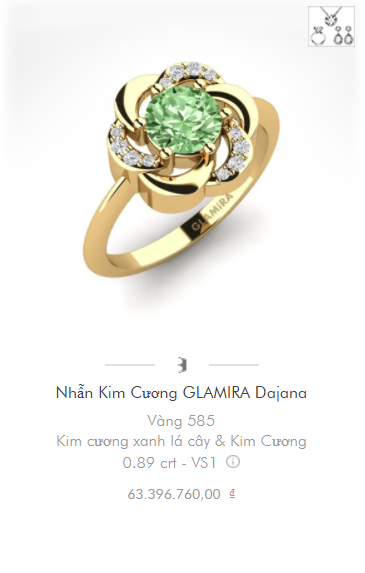 GLAMIRA
Nhẫn Kim Cương GLAMIRA Dajana
Vàng 585
Kim cương xanh lá cây & Kim Cương
0.89 crt - VS1 ⓘ
63.396.760,00 ₫